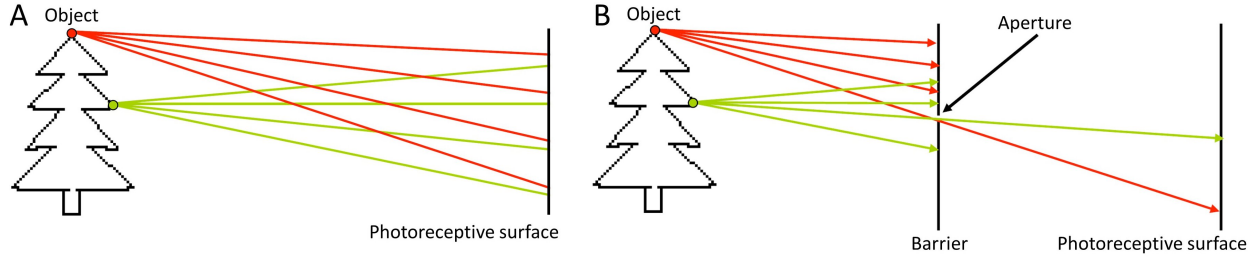 A
Object
Photoreceptive surface
B
Object
Aperture
Barrier
Photoreceptive surface